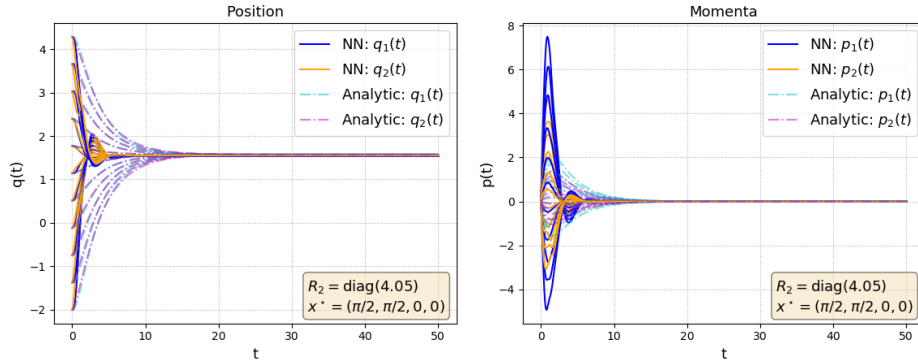 Position
NN: q₁(t)
NN: q₂(t)
Analytic: q₁(t)
Analytic: q₂(t)
q(t)
4
3
2
1
0
−1
−2
R₂ = diag(4.05)
x* = (π/2, π/2, 0, 0)
0 10 20 30 40 50
t
Momenta
NN: p₁(t)
NN: p₂(t)
Analytic: p₁(t)
Analytic: p₂(t)
p(t)
8
6
4
2
0
−2
−4
R₂ = diag(4.05)
x* = (π/2, π/2, 0, 0)
0 10 20 30 40 50
t